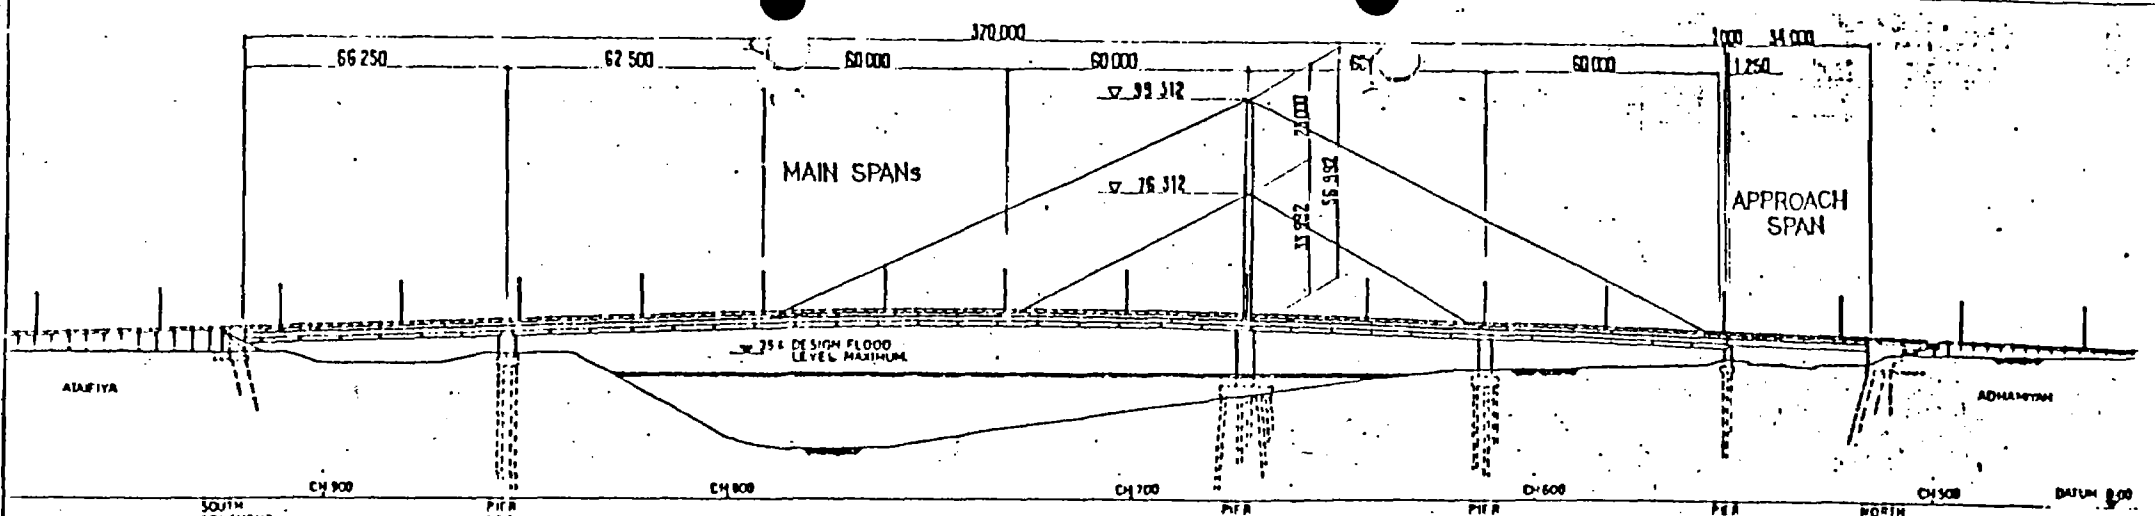 370.000
1000 34.000
66 250
62 500
60 000
60 000
60 000
1 250
99 312
23.000
MAIN SPANs
56.992
76 312
APPROACH
SPAN
33.992
DESIGN FLOOD
LEVEL MAXIMUM
ATAIFIYA
ADHAMIYAH
CH 900
CH 800
CH 700
CH 600
CH 500
DATUM 0.00
SOUTH
PIER
PIER
PIER
PIER
NORTH